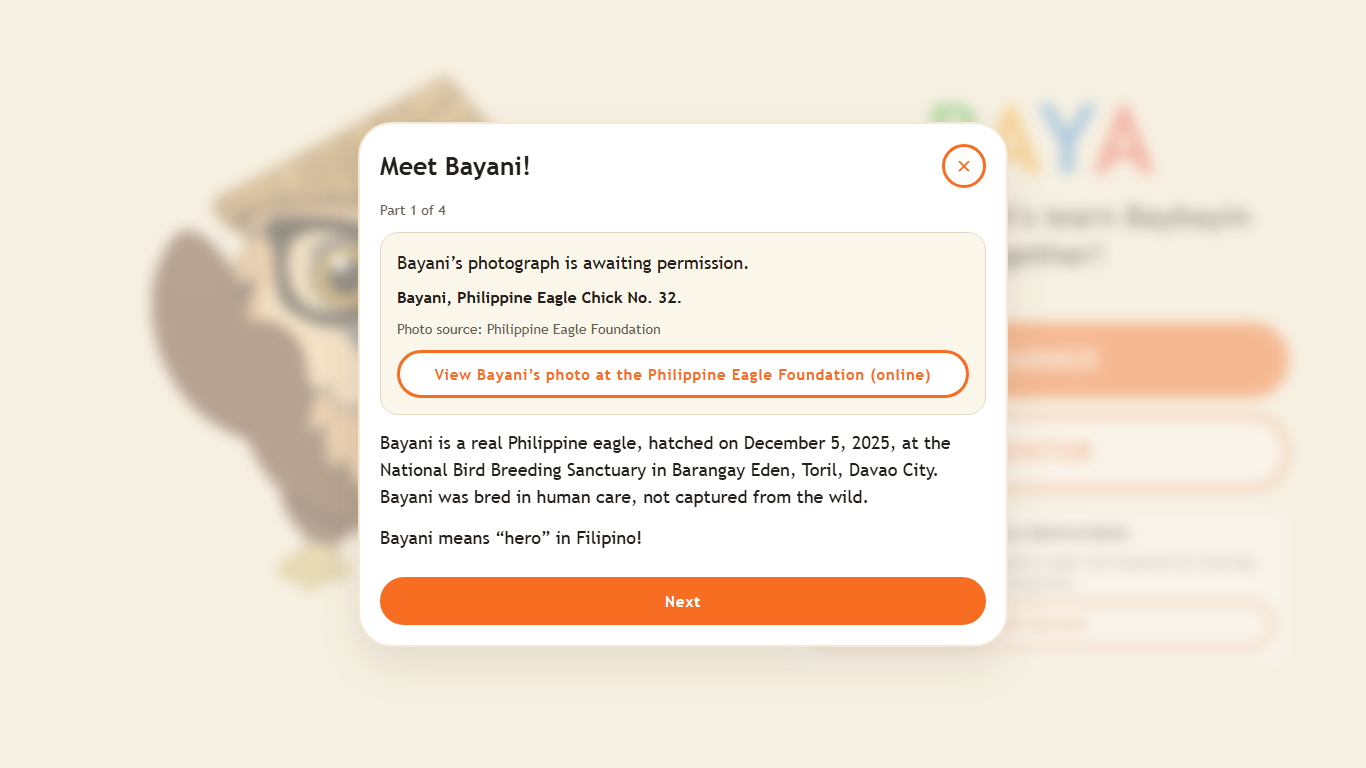 BAYA
Meet Bayani!
×
Part 1 of 4
Bayani’s photograph is awaiting permission.
Bayani, Philippine Eagle Chick No. 32.
Photo source: Philippine Eagle Foundation
View Bayani’s photo at the Philippine Eagle Foundation (online)
Bayani is a real Philippine eagle, hatched on December 5, 2025, at the
National Bird Breeding Sanctuary in Barangay Eden, Toril, Davao City.
Bayani was bred in human care, not captured from the wild.
Bayani means “hero” in Filipino!
Next
learn Baybayin